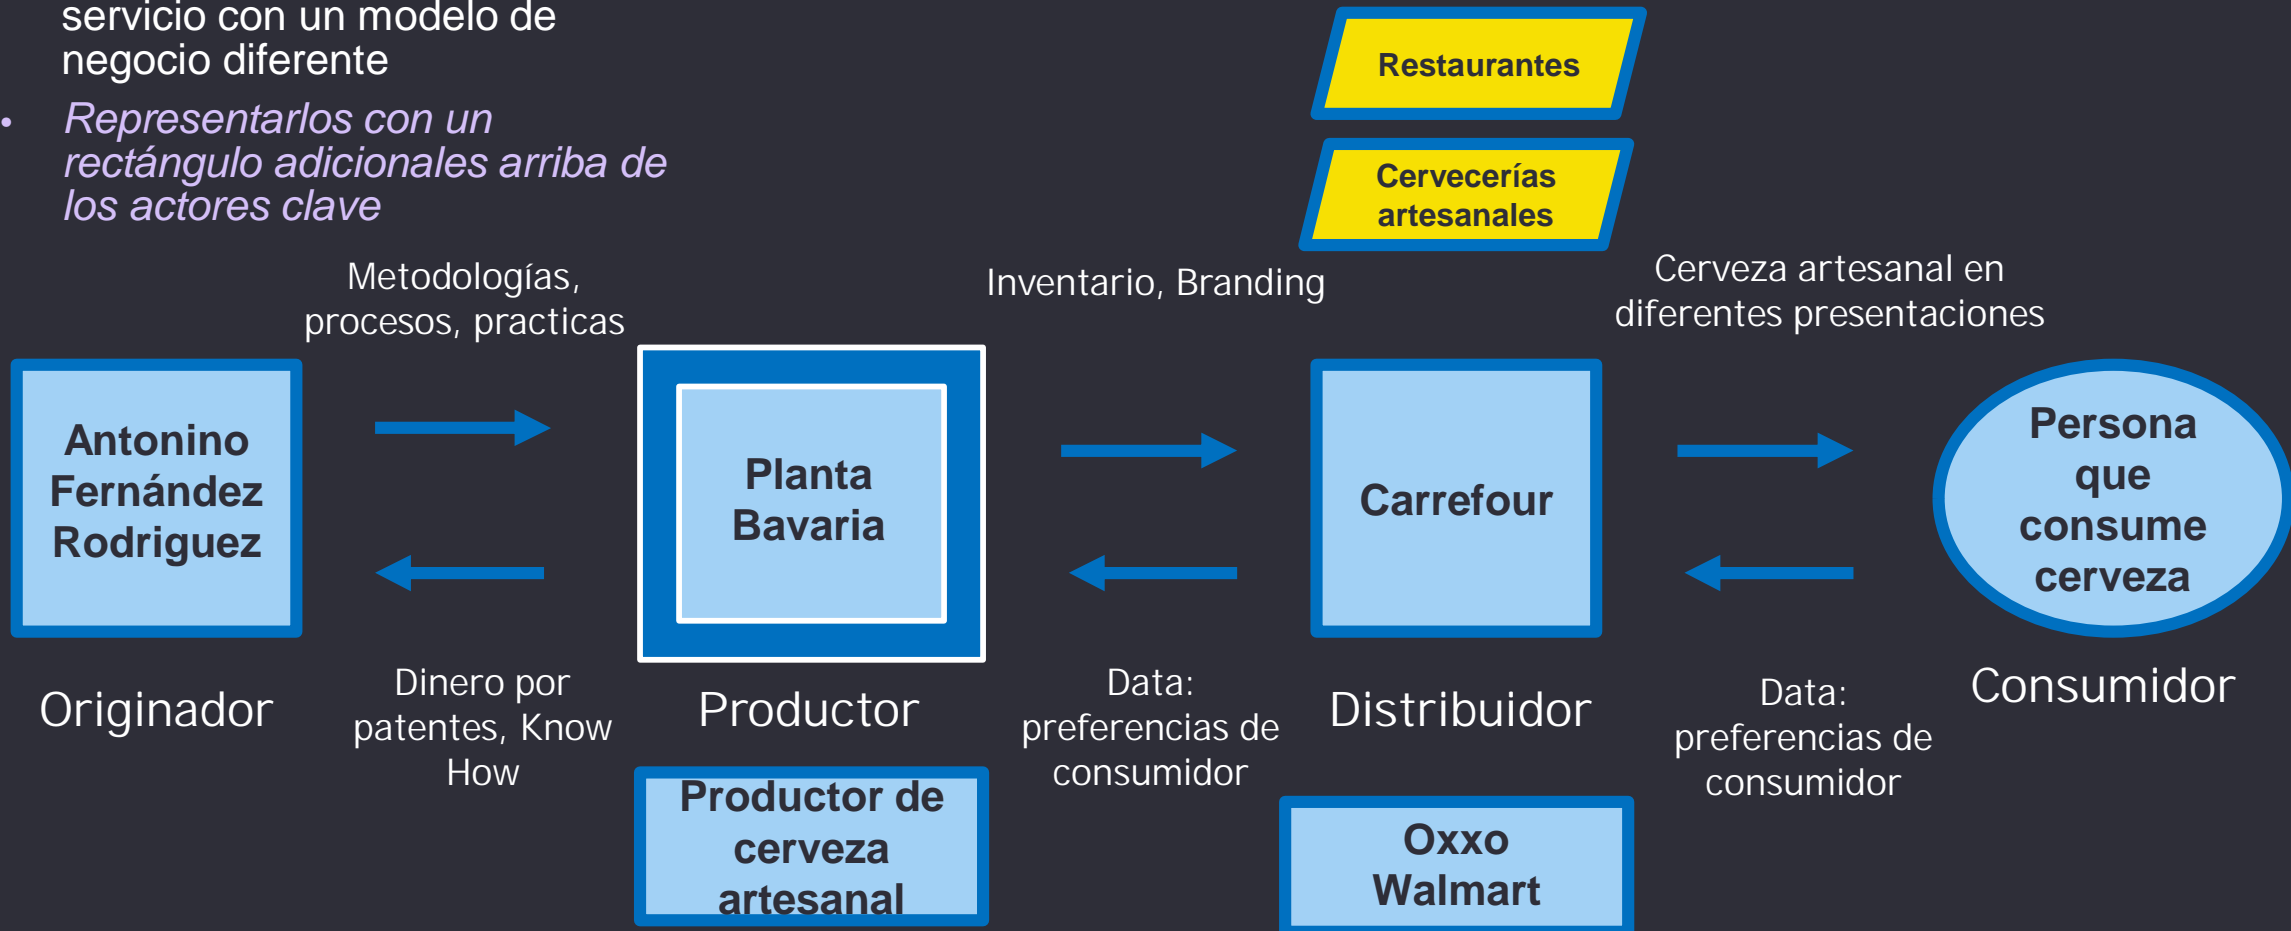 servicio con un modelo de
negocio diferente
• Representarlos con un
rectángulo adicionales arriba de
los actores clave
Restaurantes
Cervecerías
artesanales
Metodologías,
procesos, practicas
Inventario, Branding
Cerveza artesanal en
diferentes presentaciones
Antonino
Fernández
Rodriguez
Planta
Bavaria
Carrefour
Persona
que
consume
cerveza
Originador
Dinero por
patentes, Know
How
Productor
Data:
preferencias de
consumidor
Distribuidor
Data:
preferencias de
consumidor
Consumidor
Productor de
cerveza
artesanal
Oxxo
Walmart